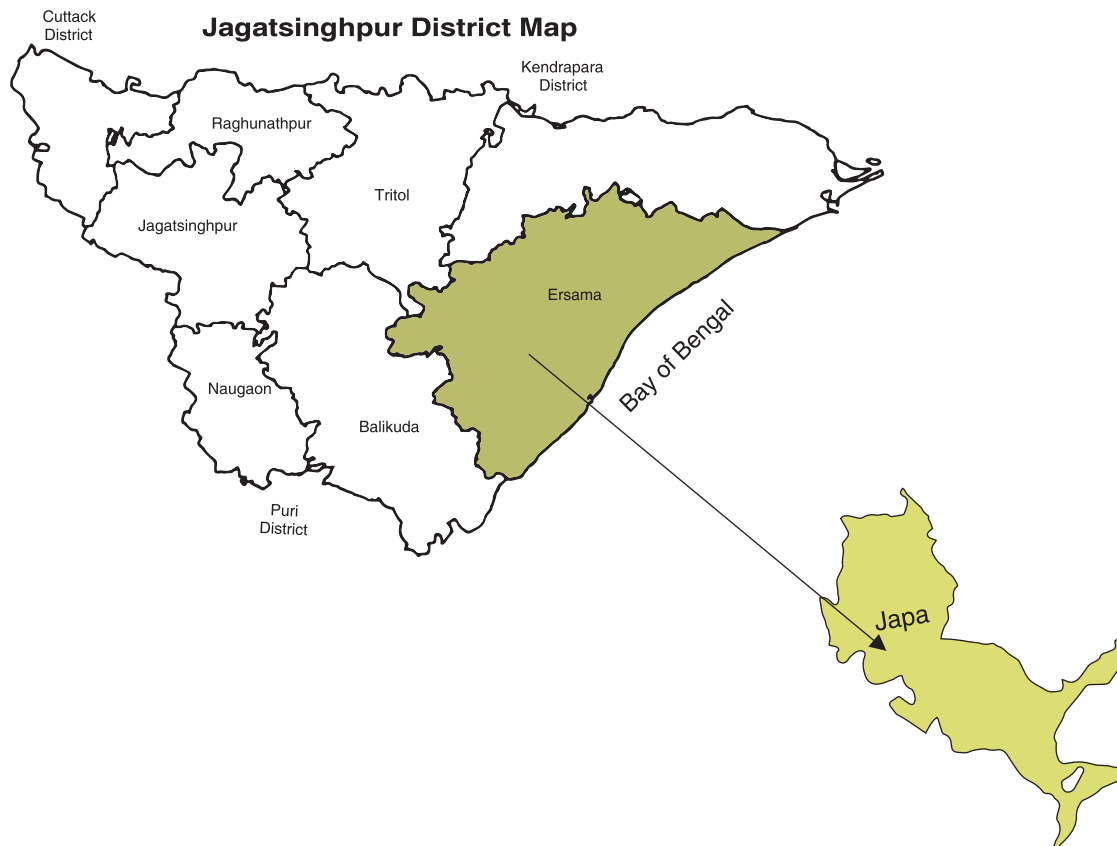 Cuttack
District
Jagatsinghpur District Map
Kendrapara
District
Raghunathpur
Tritol
Jagatsinghpur
Ersama
Bay of Bengal
Naugaon
Balikuda
Puri
District
Japa